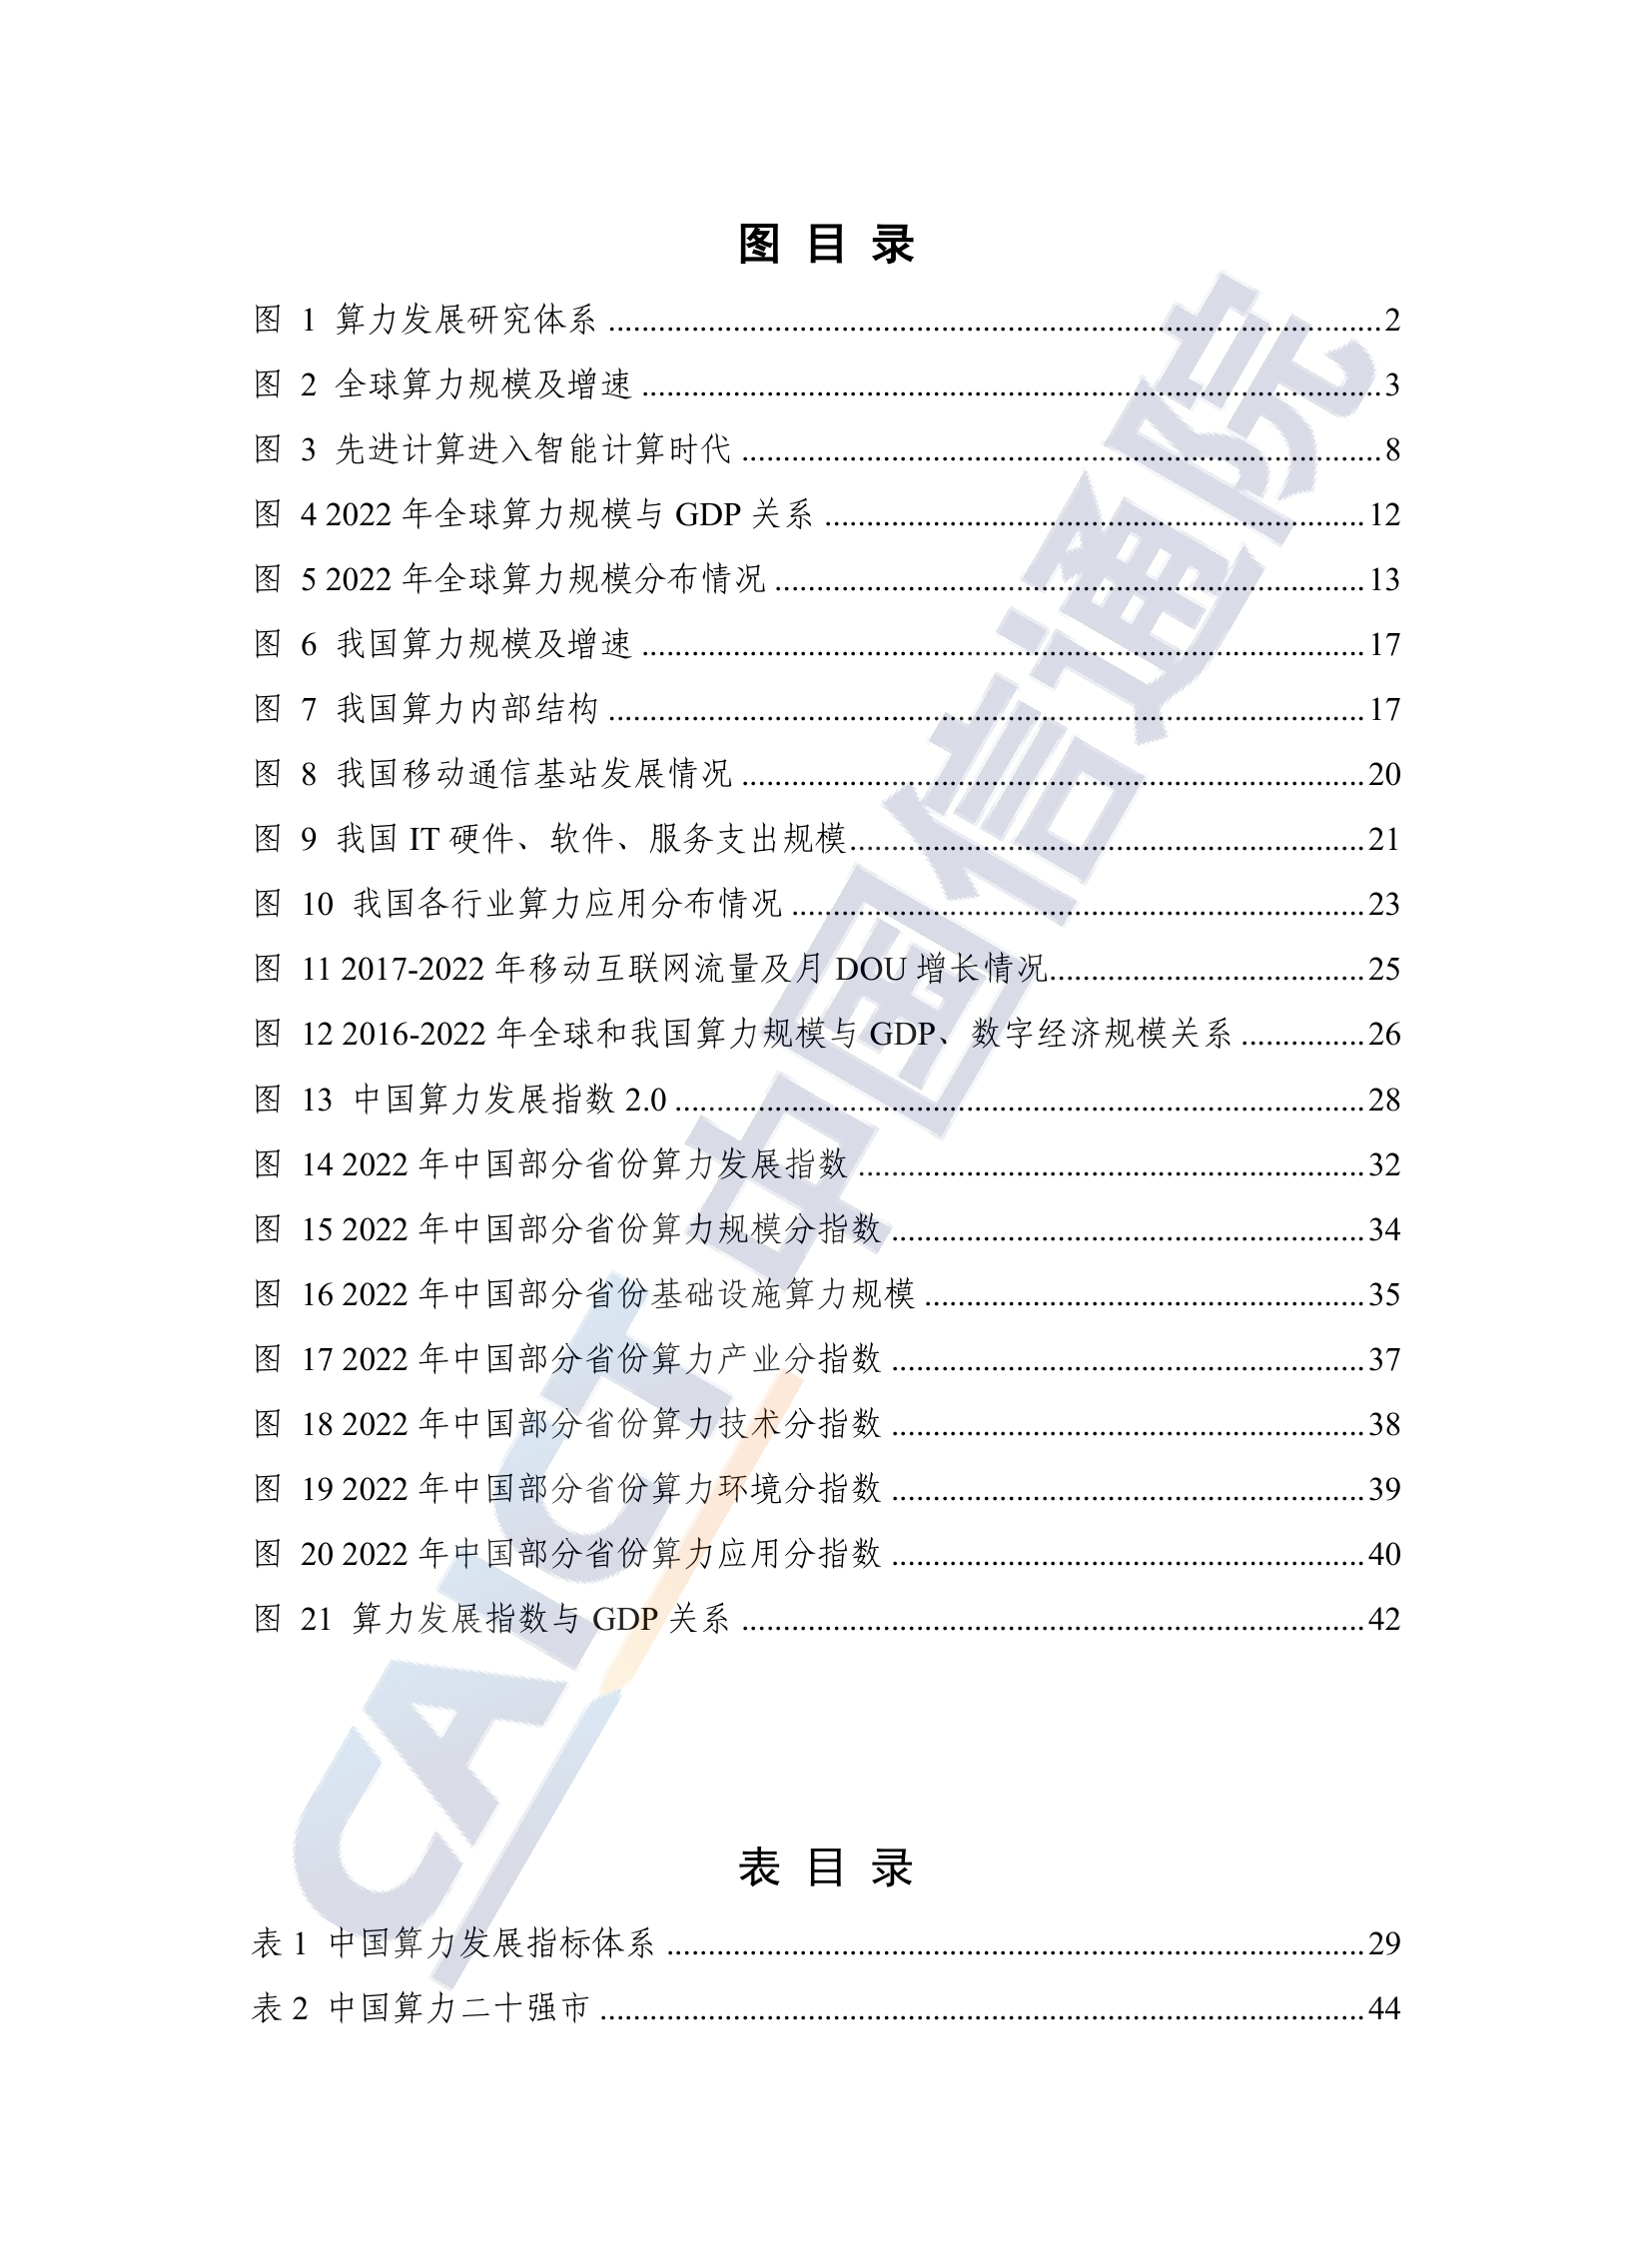 图 目 录
图 1 算力发展研究体系 ........ 2
图 2 全球算力规模及增速 ........ 3
图 3 先进计算进入智能计算时代 ........ 8
图 4 2022 年全球算力规模与 GDP 关系 ........ 12
图 5 2022 年全球算力规模分布情况 ........ 13
图 6 我国算力规模及增速 ........ 17
图 7 我国算力内部结构 ........ 17
图 8 我国移动通信基站发展情况 ........ 20
图 9 我国 IT 硬件、软件、服务支出规模 ........ 21
图 10 我国各行业算力应用分布情况 ........ 23
图 11 2017-2022 年移动互联网流量及月 DOU 增长情况 ........ 25
图 12 2016-2022 年全球和我国算力规模与 GDP、数字经济规模关系 ........ 26
图 13 中国算力发展指数 2.0 ........ 28
图 14 2022 年中国部分省份算力发展指数 ........ 32
图 15 2022 年中国部分省份算力规模分指数 ........ 34
图 16 2022 年中国部分省份基础设施算力规模 ........ 35
图 17 2022 年中国部分省份算力产业分指数 ........ 37
图 18 2022 年中国部分省份算力技术分指数 ........ 38
图 19 2022 年中国部分省份算力环境分指数 ........ 39
图 20 2022 年中国部分省份算力应用分指数 ........ 40
图 21 算力发展指数与 GDP 关系 ........ 42
表 目 录
表 1 中国算力发展指标体系 ........ 29
表 2 中国算力二十强市 ........ 44
CAICT 中国信通院